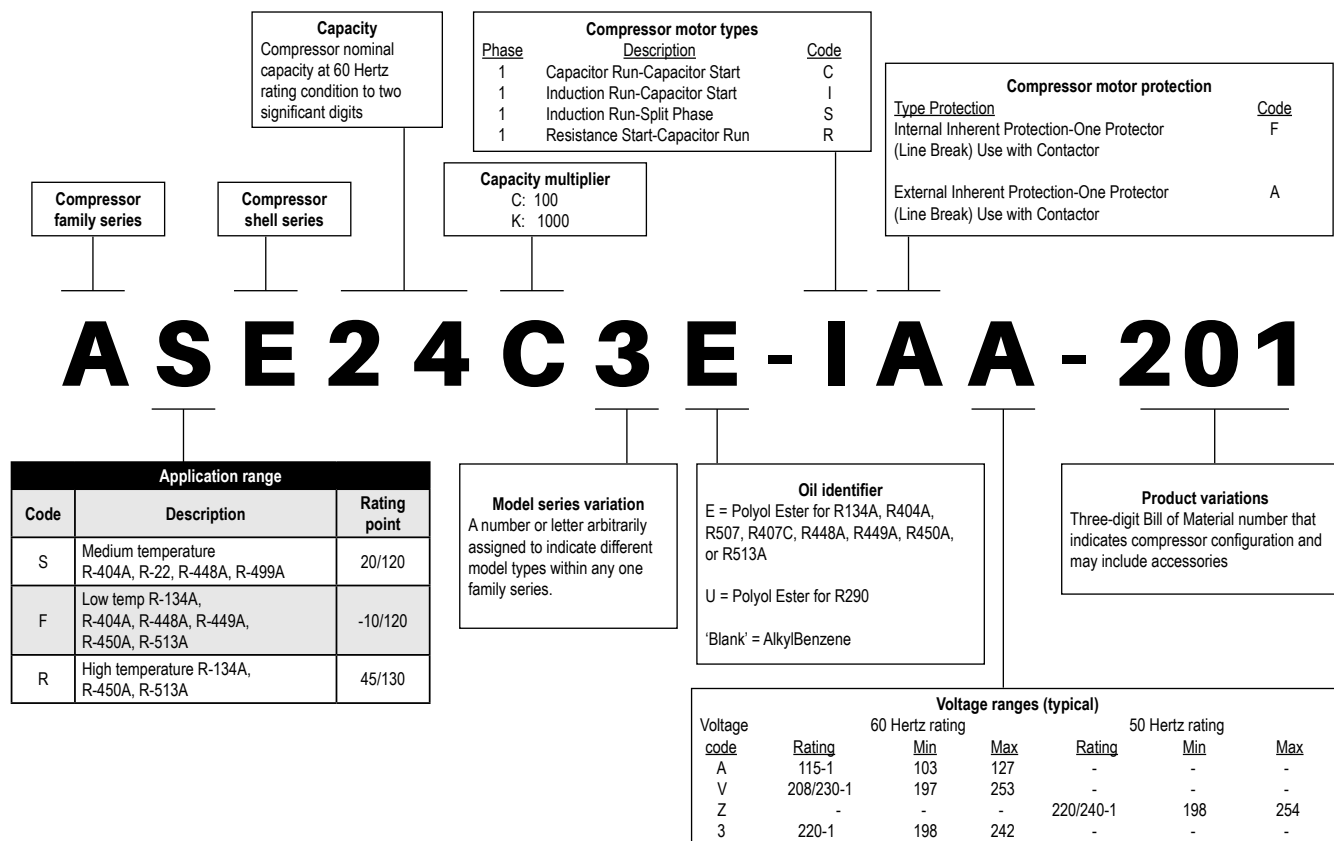 Capacity
Compressor nominal
capacity at 60 Hertz
rating condition to two
significant digits
Compressor motor types
Phase Description Code
1 Capacitor Run-Capacitor Start C
1 Induction Run-Capacitor Start I
1 Induction Run-Split Phase S
1 Resistance Start-Capacitor Run R
Compressor motor protection
Type Protection Code
Internal Inherent Protection-One Protector F
(Line Break) Use with Contactor
External Inherent Protection-One Protector A
(Line Break) Use with Contactor
Compressor
family series
Compressor
shell series
Capacity multiplier
C: 100
K: 1000
ASE24C3E-IAA-201
Application range
Code Description Rating point
S Medium temperature 20/120
R-404A, R-22, R-448A, R-499A
F Low temp R-134A, -10/120
R-404A, R-448A, R-449A,
R-450A, R-513A
R High temperature R-134A, 45/130
R-450A, R-513A
Model series variation
A number or letter arbitrarily
assigned to indicate different
model types within any one
family series.
Oil identifier
E = Polyol Ester for R134A, R404A,
R507, R407C, R448A, R449A, R450A,
or R513A
U = Polyol Ester for R290
‘Blank’ = AlkylBenzene
Product variations
Three-digit Bill of Material number that
indicates compressor configuration and
may include accessories
Voltage ranges (typical)
Voltage 60 Hertz rating 50 Hertz rating
code Rating Min Max Rating Min Max
A 115-1 103 127 - - -
V 208/230-1 197 253 - - -
Z - - - 220/240-1 198 254
3 220-1 198 242 - - -